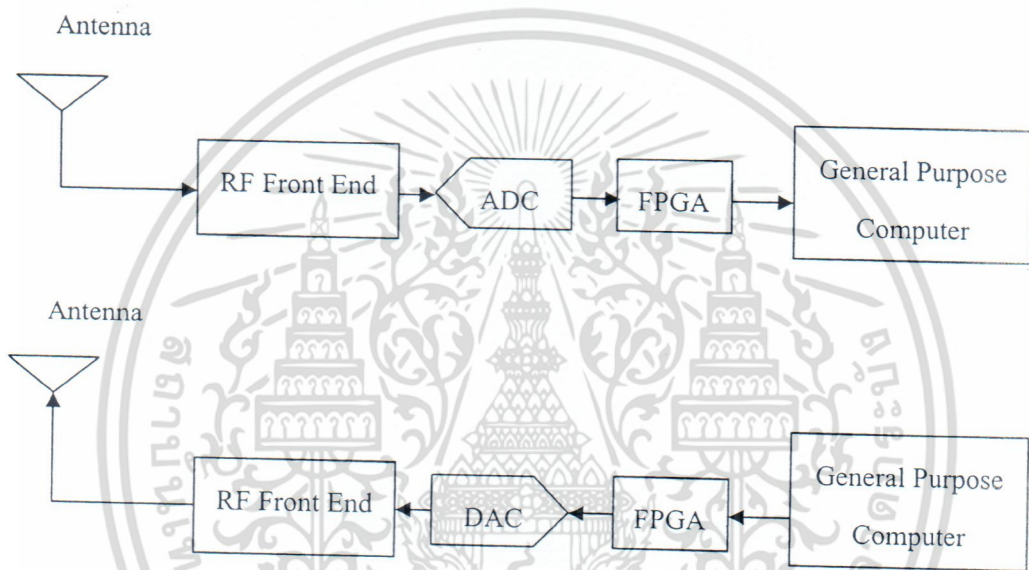 Antenna
RF Front End
ADC
FPGA
General Purpose
Computer
Antenna
RF Front End
DAC
FPGA
General Purpose
Computer